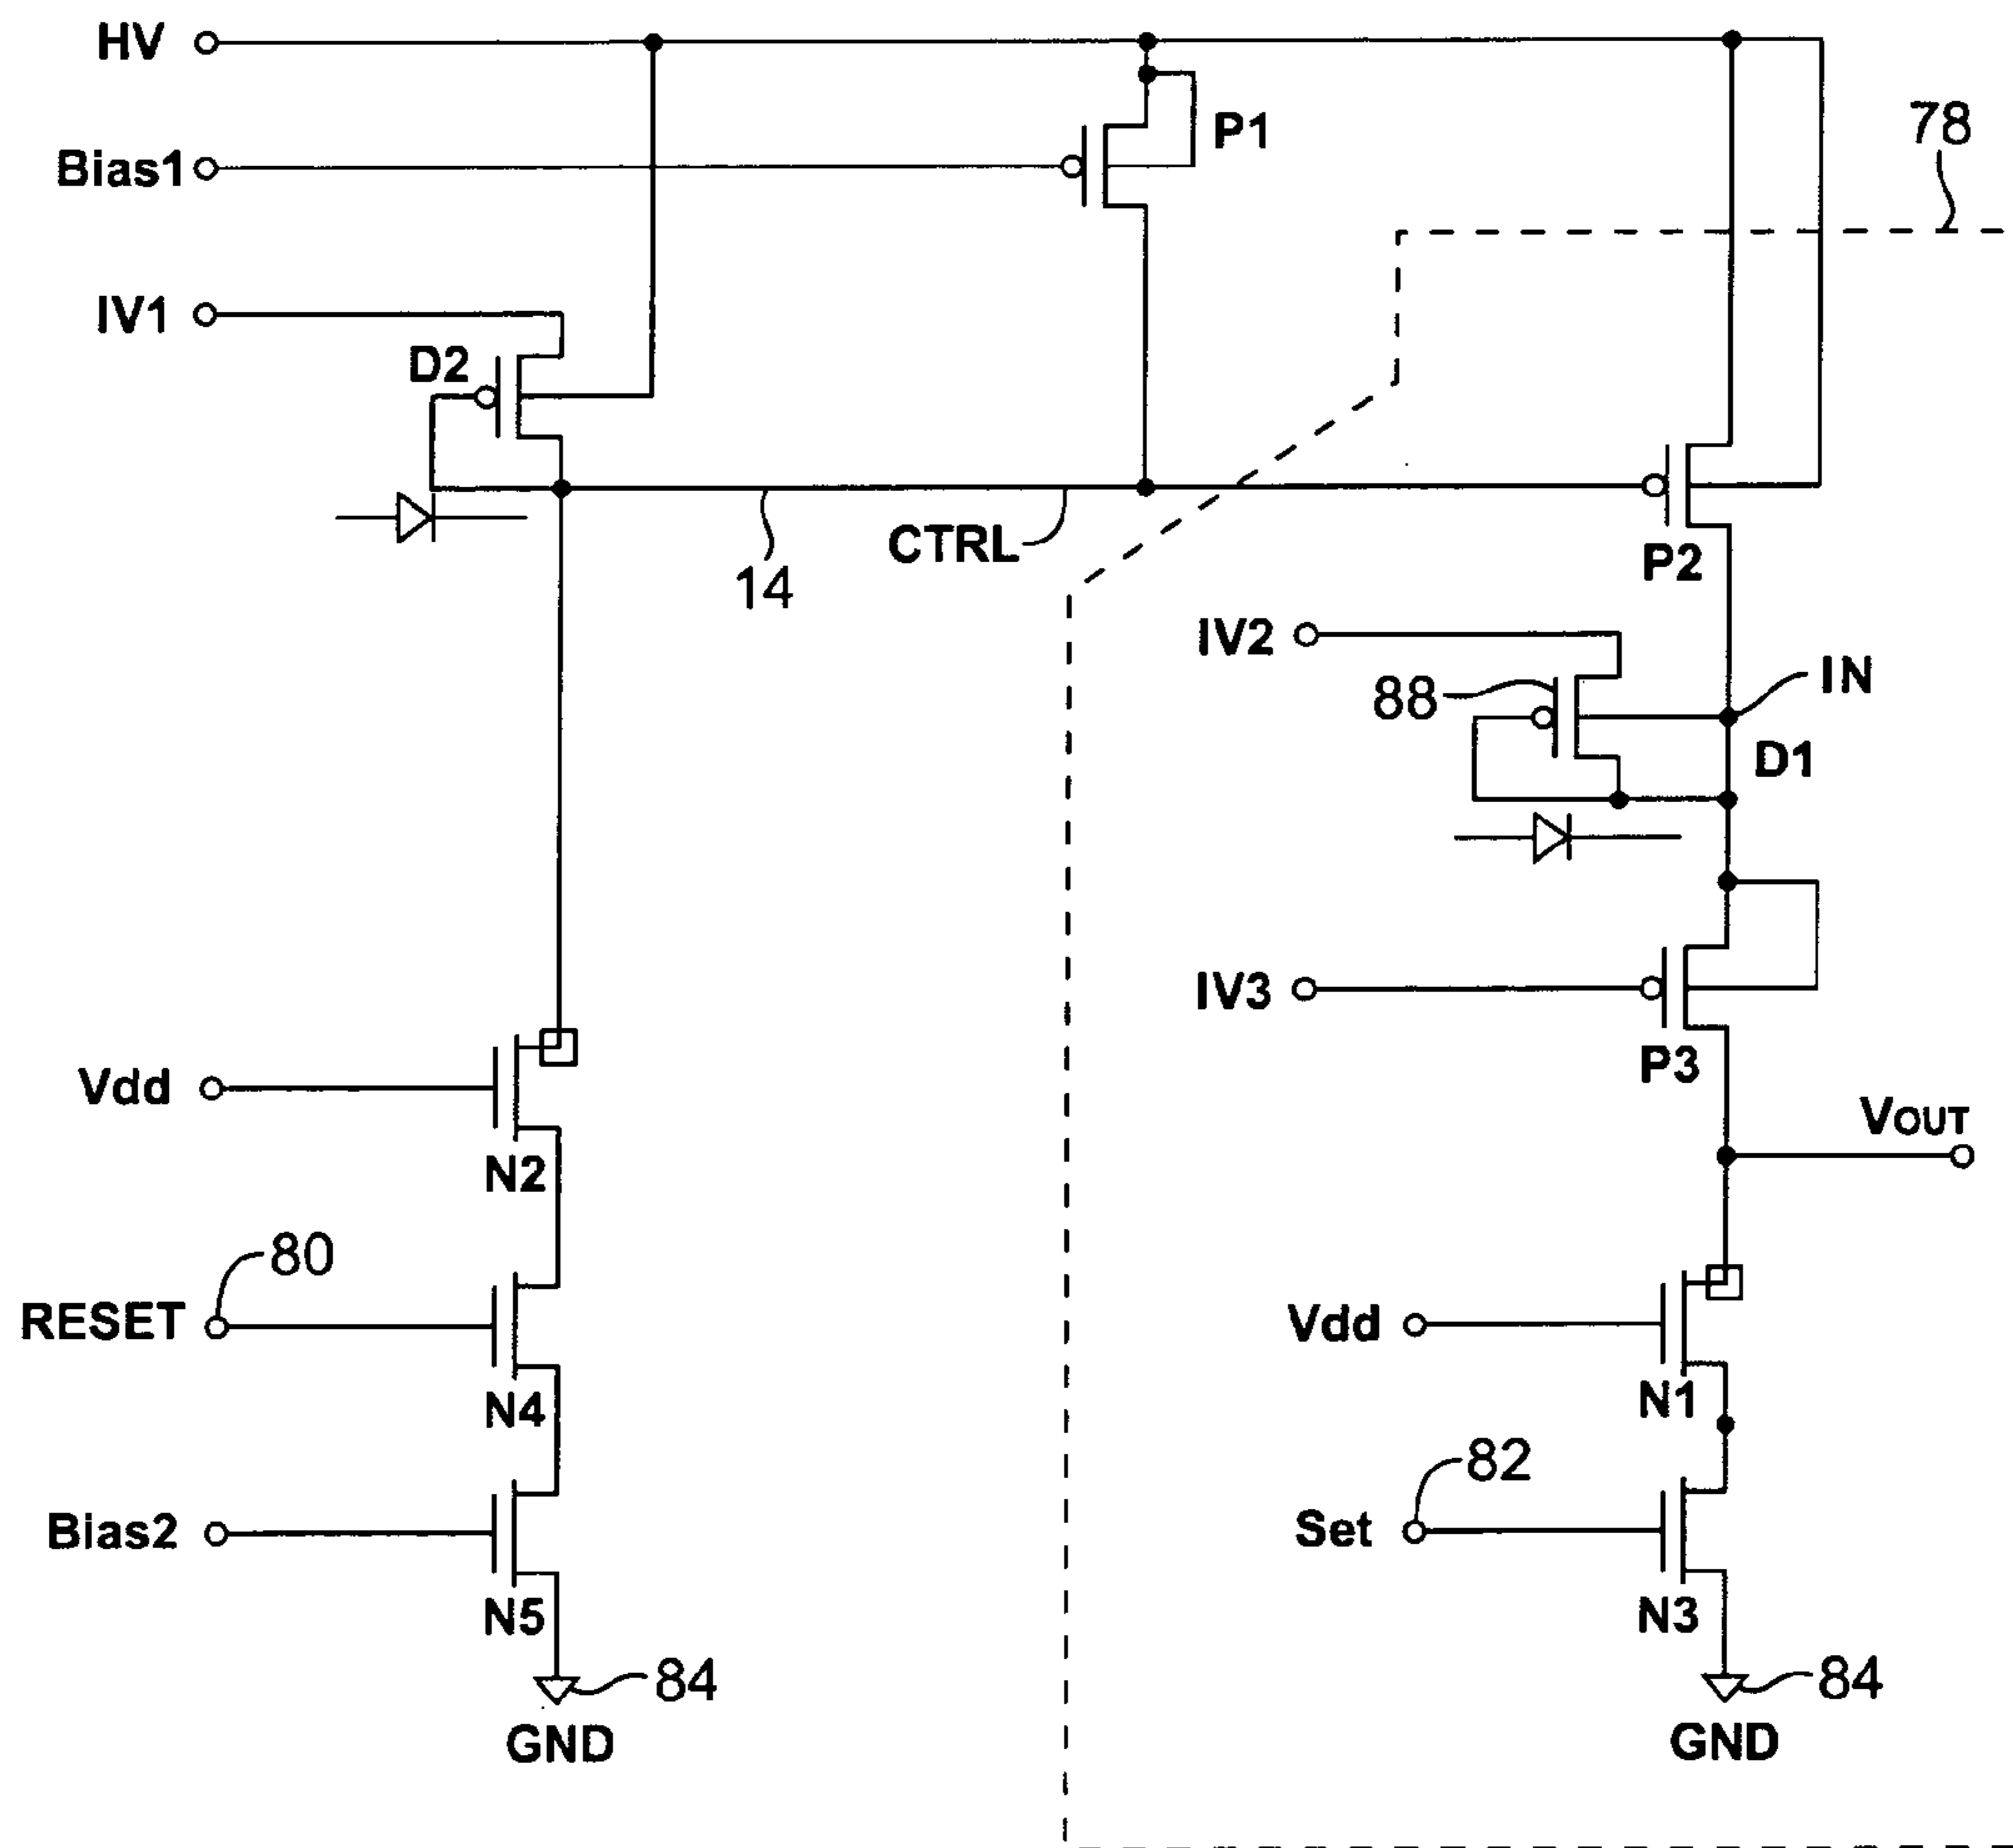 HV
Bias1
P1
78
IV1
D2
CTRL
14
P2
IV2
88
IN
D1
IV3
P3
Vdd
N2
VOUT
80
RESET
N4
Vdd
N1
82
Bias2
Set
N5
N3
84
GND
84
GND